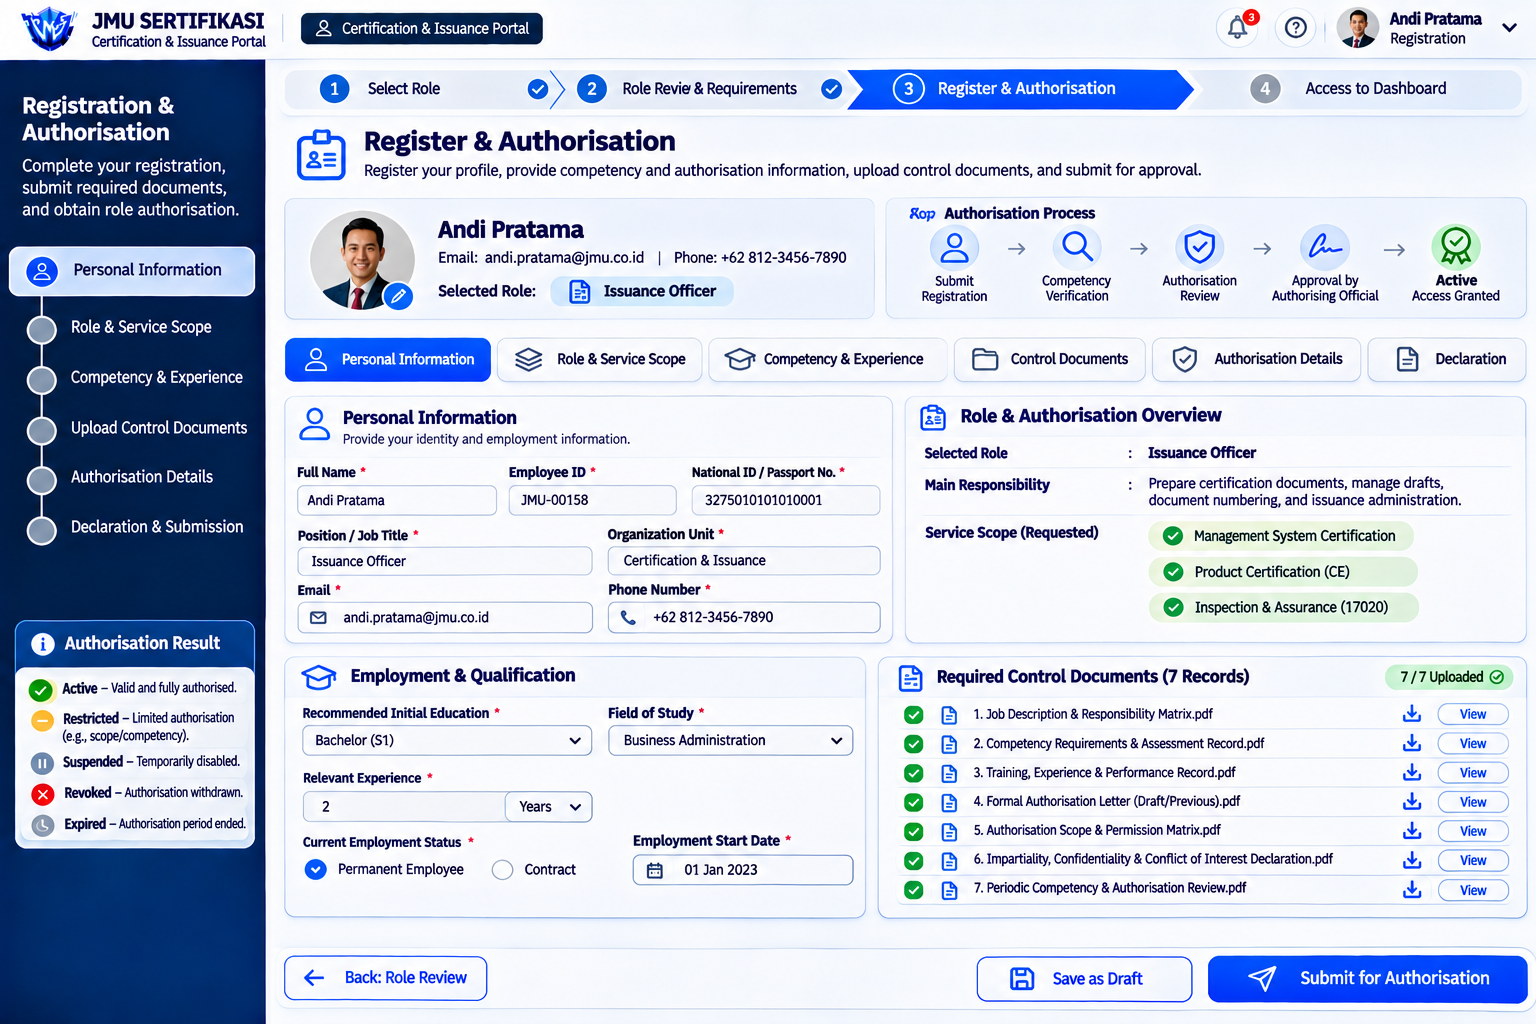 JMU SERTIFIKASI
Certification & Issuance Portal
Certification & Issuance Portal
3
Andi Pratama
Registration
Registration &
Authorisation
Complete your registration,
submit required documents,
and obtain role authorisation.
Personal Information
Role & Service Scope
Competency & Experience
Upload Control Documents
Authorisation Details
Declaration & Submission
Authorisation Result
Active – Valid and fully authorised.
Restricted – Limited authorisation
(e.g., scope/competency).
Suspended – Temporarily disabled.
Revoked – Authorisation withdrawn.
Expired – Authorisation period ended.
1 Select Role
2 Role Revie & Requirements
3 Register & Authorisation
4 Access to Dashboard
Register & Authorisation
Register your profile, provide competency and authorisation information, upload control documents, and submit for approval.
Andi Pratama
Email: andi.pratama@jmu.co.id | Phone: +62 812-3456-7890
Selected Role: Issuance Officer
Authorisation Process
Submit
Registration
Competency
Verification
Authorisation
Review
Approval by
Authorising Official
Active
Access Granted
Personal Information
Role & Service Scope
Competency & Experience
Control Documents
Authorisation Details
Declaration
Personal Information
Provide your identity and employment information.
Full Name *
Employee ID *
National ID / Passport No. *
Andi Pratama
JMU-00158
3275010101010001
Position / Job Title *
Organization Unit *
Issuance Officer
Certification & Issuance
Email *
Phone Number *
andi.pratama@jmu.co.id
+62 812-3456-7890
Role & Authorisation Overview
Selected Role : Issuance Officer
Main Responsibility : Prepare certification documents, manage drafts,
document numbering, and issuance administration.
Service Scope (Requested)
Management System Certification
Product Certification (CE)
Inspection & Assurance (17020)
Employment & Qualification
Recommended Initial Education *
Field of Study *
Bachelor (S1)
Business Administration
Relevant Experience *
2 Years
Current Employment Status *
Employment Start Date *
Permanent Employee
Contract
01 Jan 2023
Required Control Documents (7 Records)
7 / 7 Uploaded
1. Job Description & Responsibility Matrix.pdf View
2. Competency Requirements & Assessment Record.pdf View
3. Training, Experience & Performance Record.pdf View
4. Formal Authorisation Letter (Draft/Previous).pdf View
5. Authorisation Scope & Permission Matrix.pdf View
6. Impartiality, Confidentiality & Conflict of Interest Declaration.pdf View
7. Periodic Competency & Authorisation Review.pdf View
Back: Role Review
Save as Draft
Submit for Authorisation